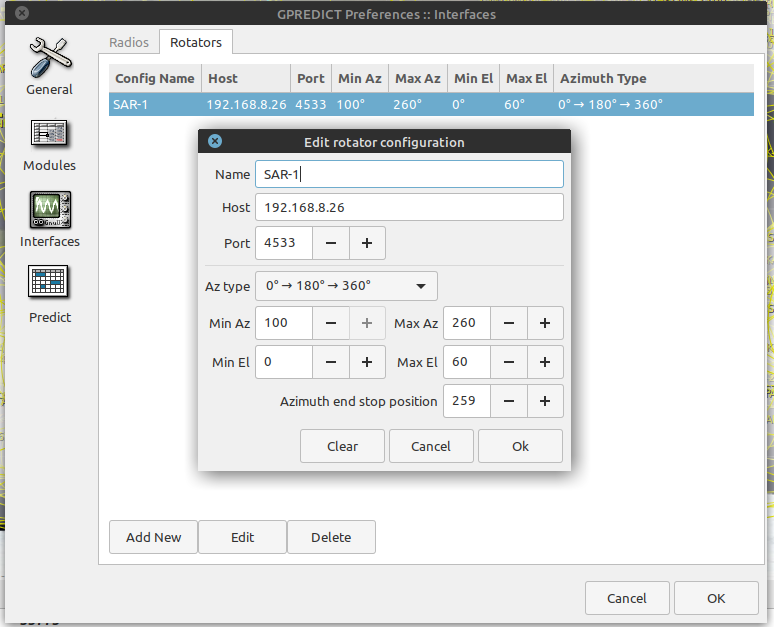 GPREDICT Preferences :: Interfaces
General
Modules
Interfaces
Predict
Radios Rotators
Config Name Host Port Min Az Max Az Min El Max El Azimuth Type
SAR-1 192.168.8.26 4533 100° 260° 0° 60° 0° → 180° → 360°
Edit rotator configuration
Name SAR-1
Host 192.168.8.26
Port 4533 − +
Az type 0° → 180° → 360°
Min Az 100 − + Max Az 260 − +
Min El 0 − + Max El 60 − +
Azimuth end stop position 259 − +
Clear Cancel Ok
Add New Edit Delete
Cancel OK